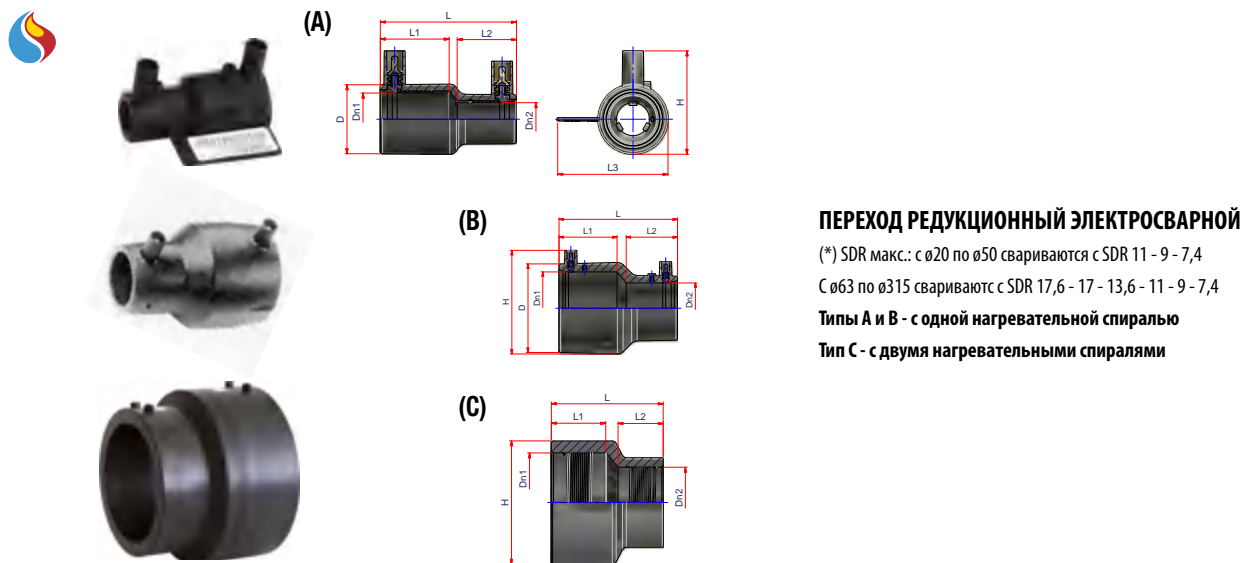 (A)
L
L1
L2
D
Dn1
Dn2
H
L3
(B)
L
L1
L2
H
D
Dn1
Dn2
(C)
L
L1
L2
H
Dn1
Dn2
ПЕРЕХОД РЕДУКЦИОННЫЙ ЭЛЕКТРОСВАРНОЙ
(*) SDR макс.: с ø20 по ø50 свариваются с SDR 11 - 9 - 7,4
С ø63 по ø315 свариваютс с SDR 17,6 - 17 - 13,6 - 11 - 9 - 7,4
Типы А и В - с одной нагревательной спиралью
Тип С - с двумя нагревательными спиралями